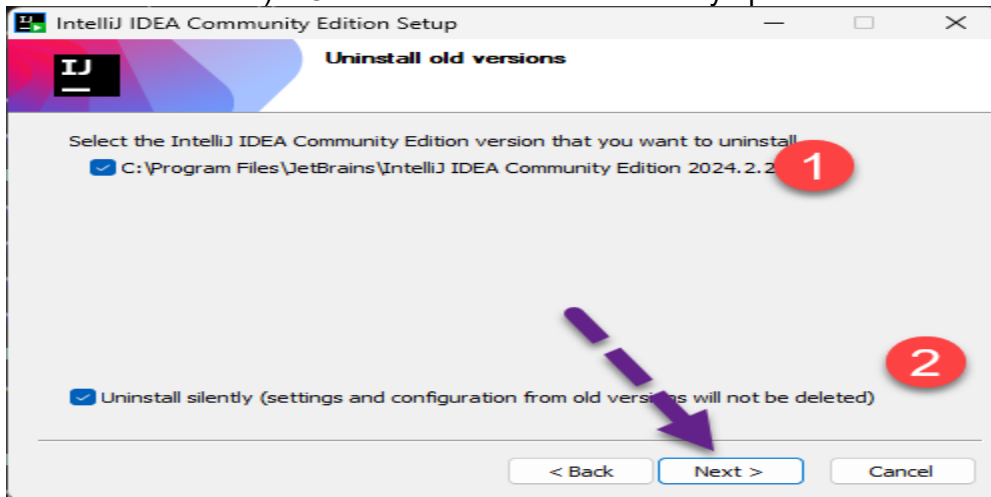 IntelliJ IDEA Community Edition Setup
IJ
Uninstall old versions
Select the IntelliJ IDEA Community Edition version that you want to uninstall
C:\Program Files\JetBrains\IntelliJ IDEA Community Edition 2024.2.2
1
2
Uninstall silently (settings and configuration from old versions will not be deleted)
< Back Next > Cancel